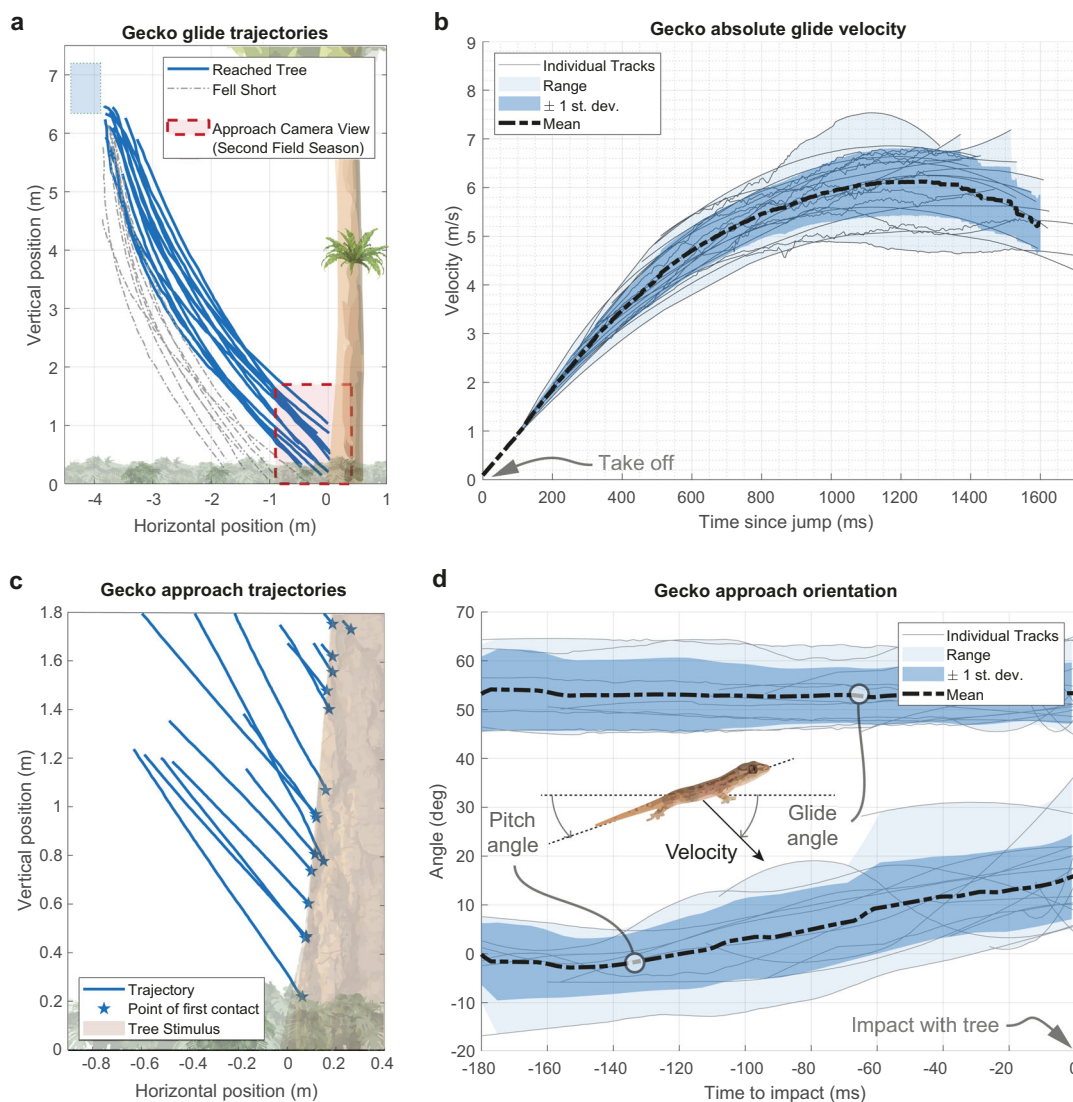 a
Gecko glide trajectories
7
6
5
4
3
2
1
0
Vertical position (m)
Reached Tree
Fell Short
Approach Camera View
(Second Field Season)
-4
-3
-2
-1
0
1
Horizontal position (m)
b
Gecko absolute glide velocity
9
8
7
6
5
4
3
2
1
0
Velocity (m/s)
Individual Tracks
Range
± 1 st. dev.
Mean
Take off
0
200
400
600
800
1000
1200
1400
1600
Time since jump (ms)
c
Gecko approach trajectories
1.8
1.6
1.4
1.2
1
0.8
0.6
0.4
0.2
0
Vertical position (m)
Trajectory
Point of first contact
Tree Stimulus
-0.8
-0.6
-0.4
-0.2
0
0.2
0.4
Horizontal position (m)
d
Gecko approach orientation
70
60
50
40
30
20
10
0
-10
-20
Angle (deg)
Individual Tracks
Range
± 1 st. dev.
Mean
Pitch
angle
Velocity
Glide
angle
Impact with tree
-180
-160
-140
-120
-100
-80
-60
-40
-20
0
Time to impact (ms)